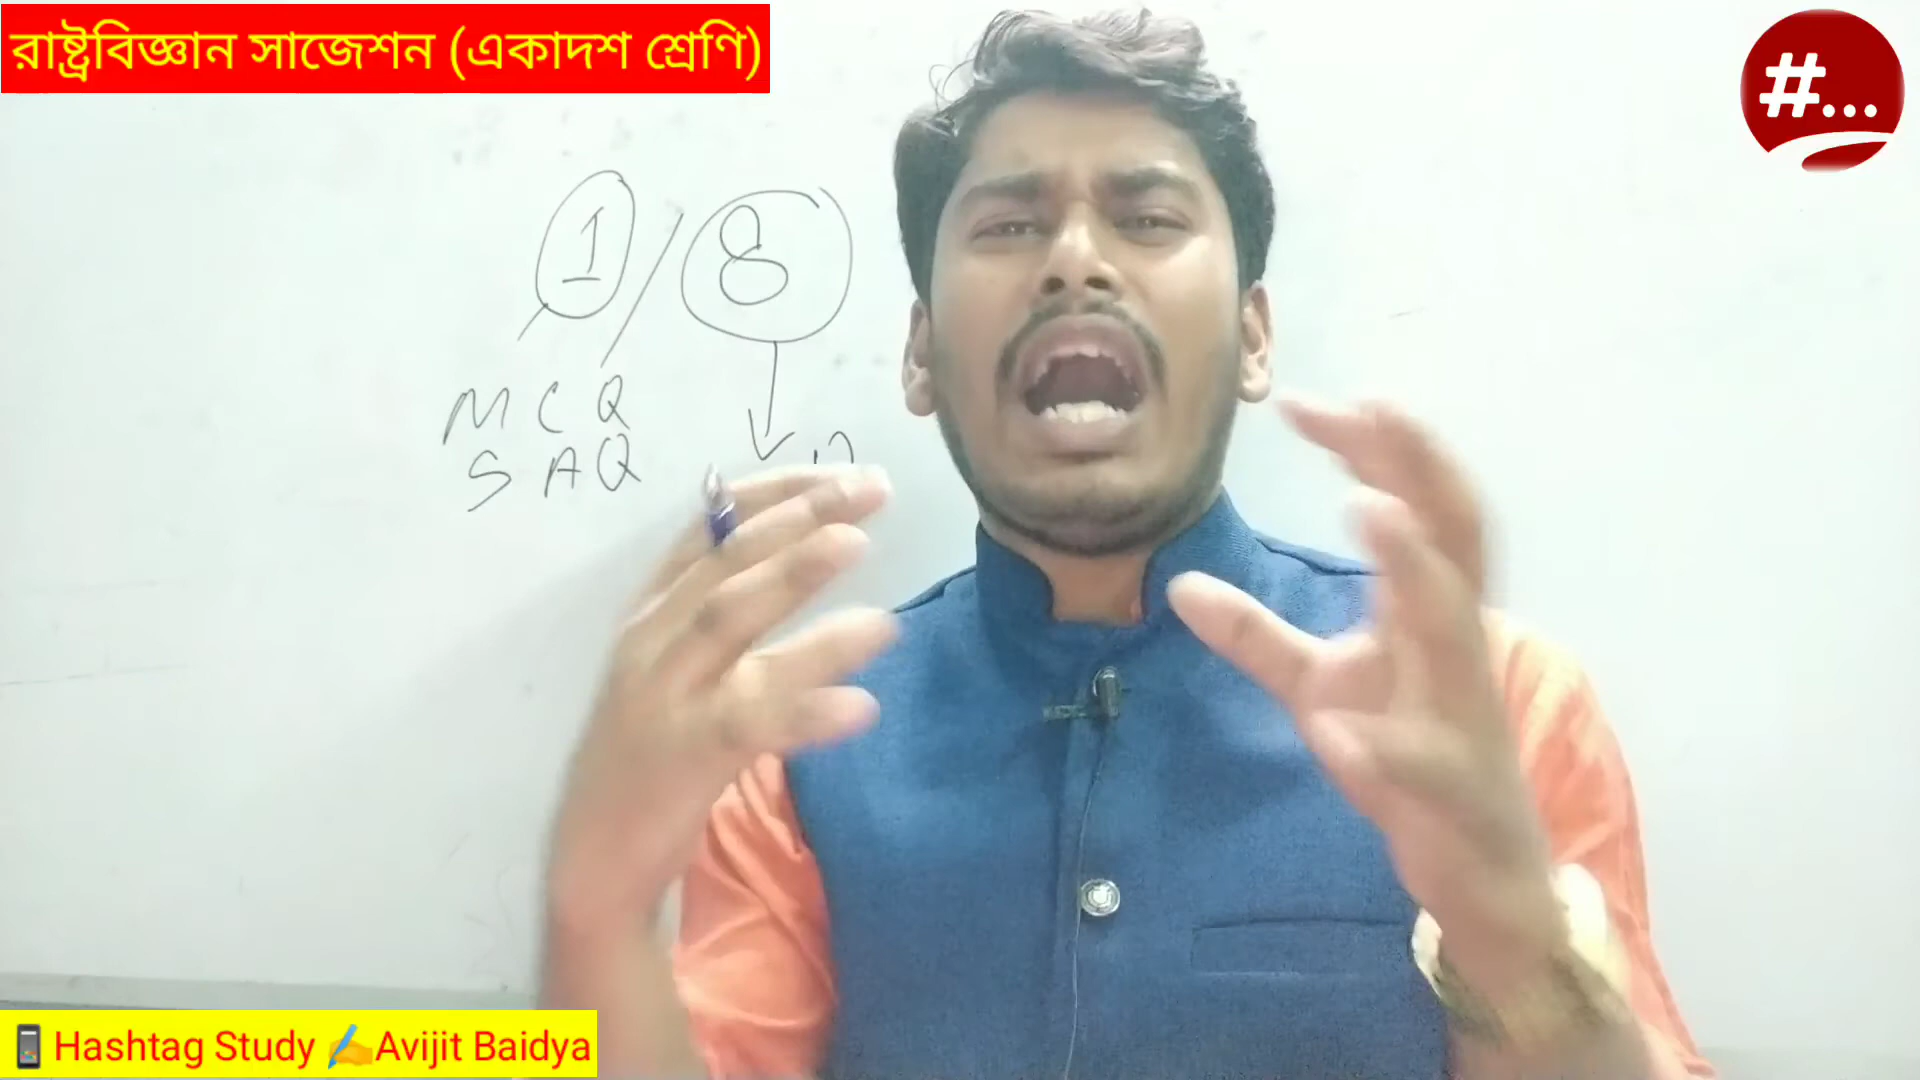 রাষ্ট্রবিজ্ঞান সাজেশন (একাদশ শ্রেণি)
#...
1 / 8
MCQ
SAQ
📱Hashtag Study ✍️Avijit Baidya